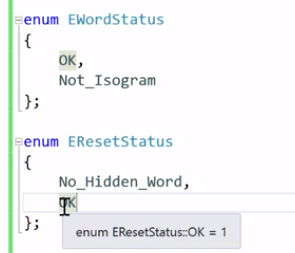 enum EWordStatus
{
OK,
Not_Isogram
};
enum EResetStatus
{
No_Hidden_Word,
OK
};
enum EResetStatus::OK = 1